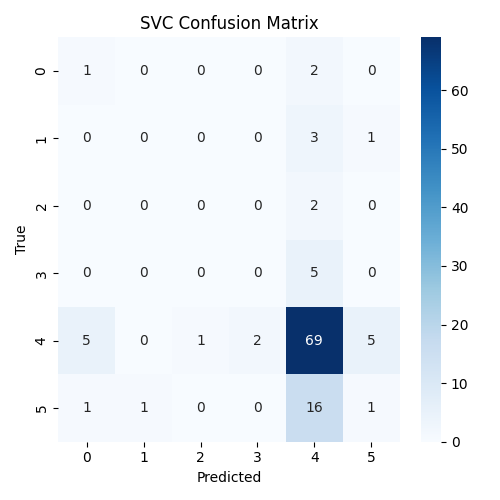 SVC Confusion Matrix
0 1 0 0 0 2 0
1 0 0 0 0 3 1
2 0 0 0 0 2 0
3 0 0 0 0 5 0
4 5 0 1 2 69 5
5 1 1 0 0 16 1
0 1 2 3 4 5
Predicted
True
60
50
40
30
20
10
0